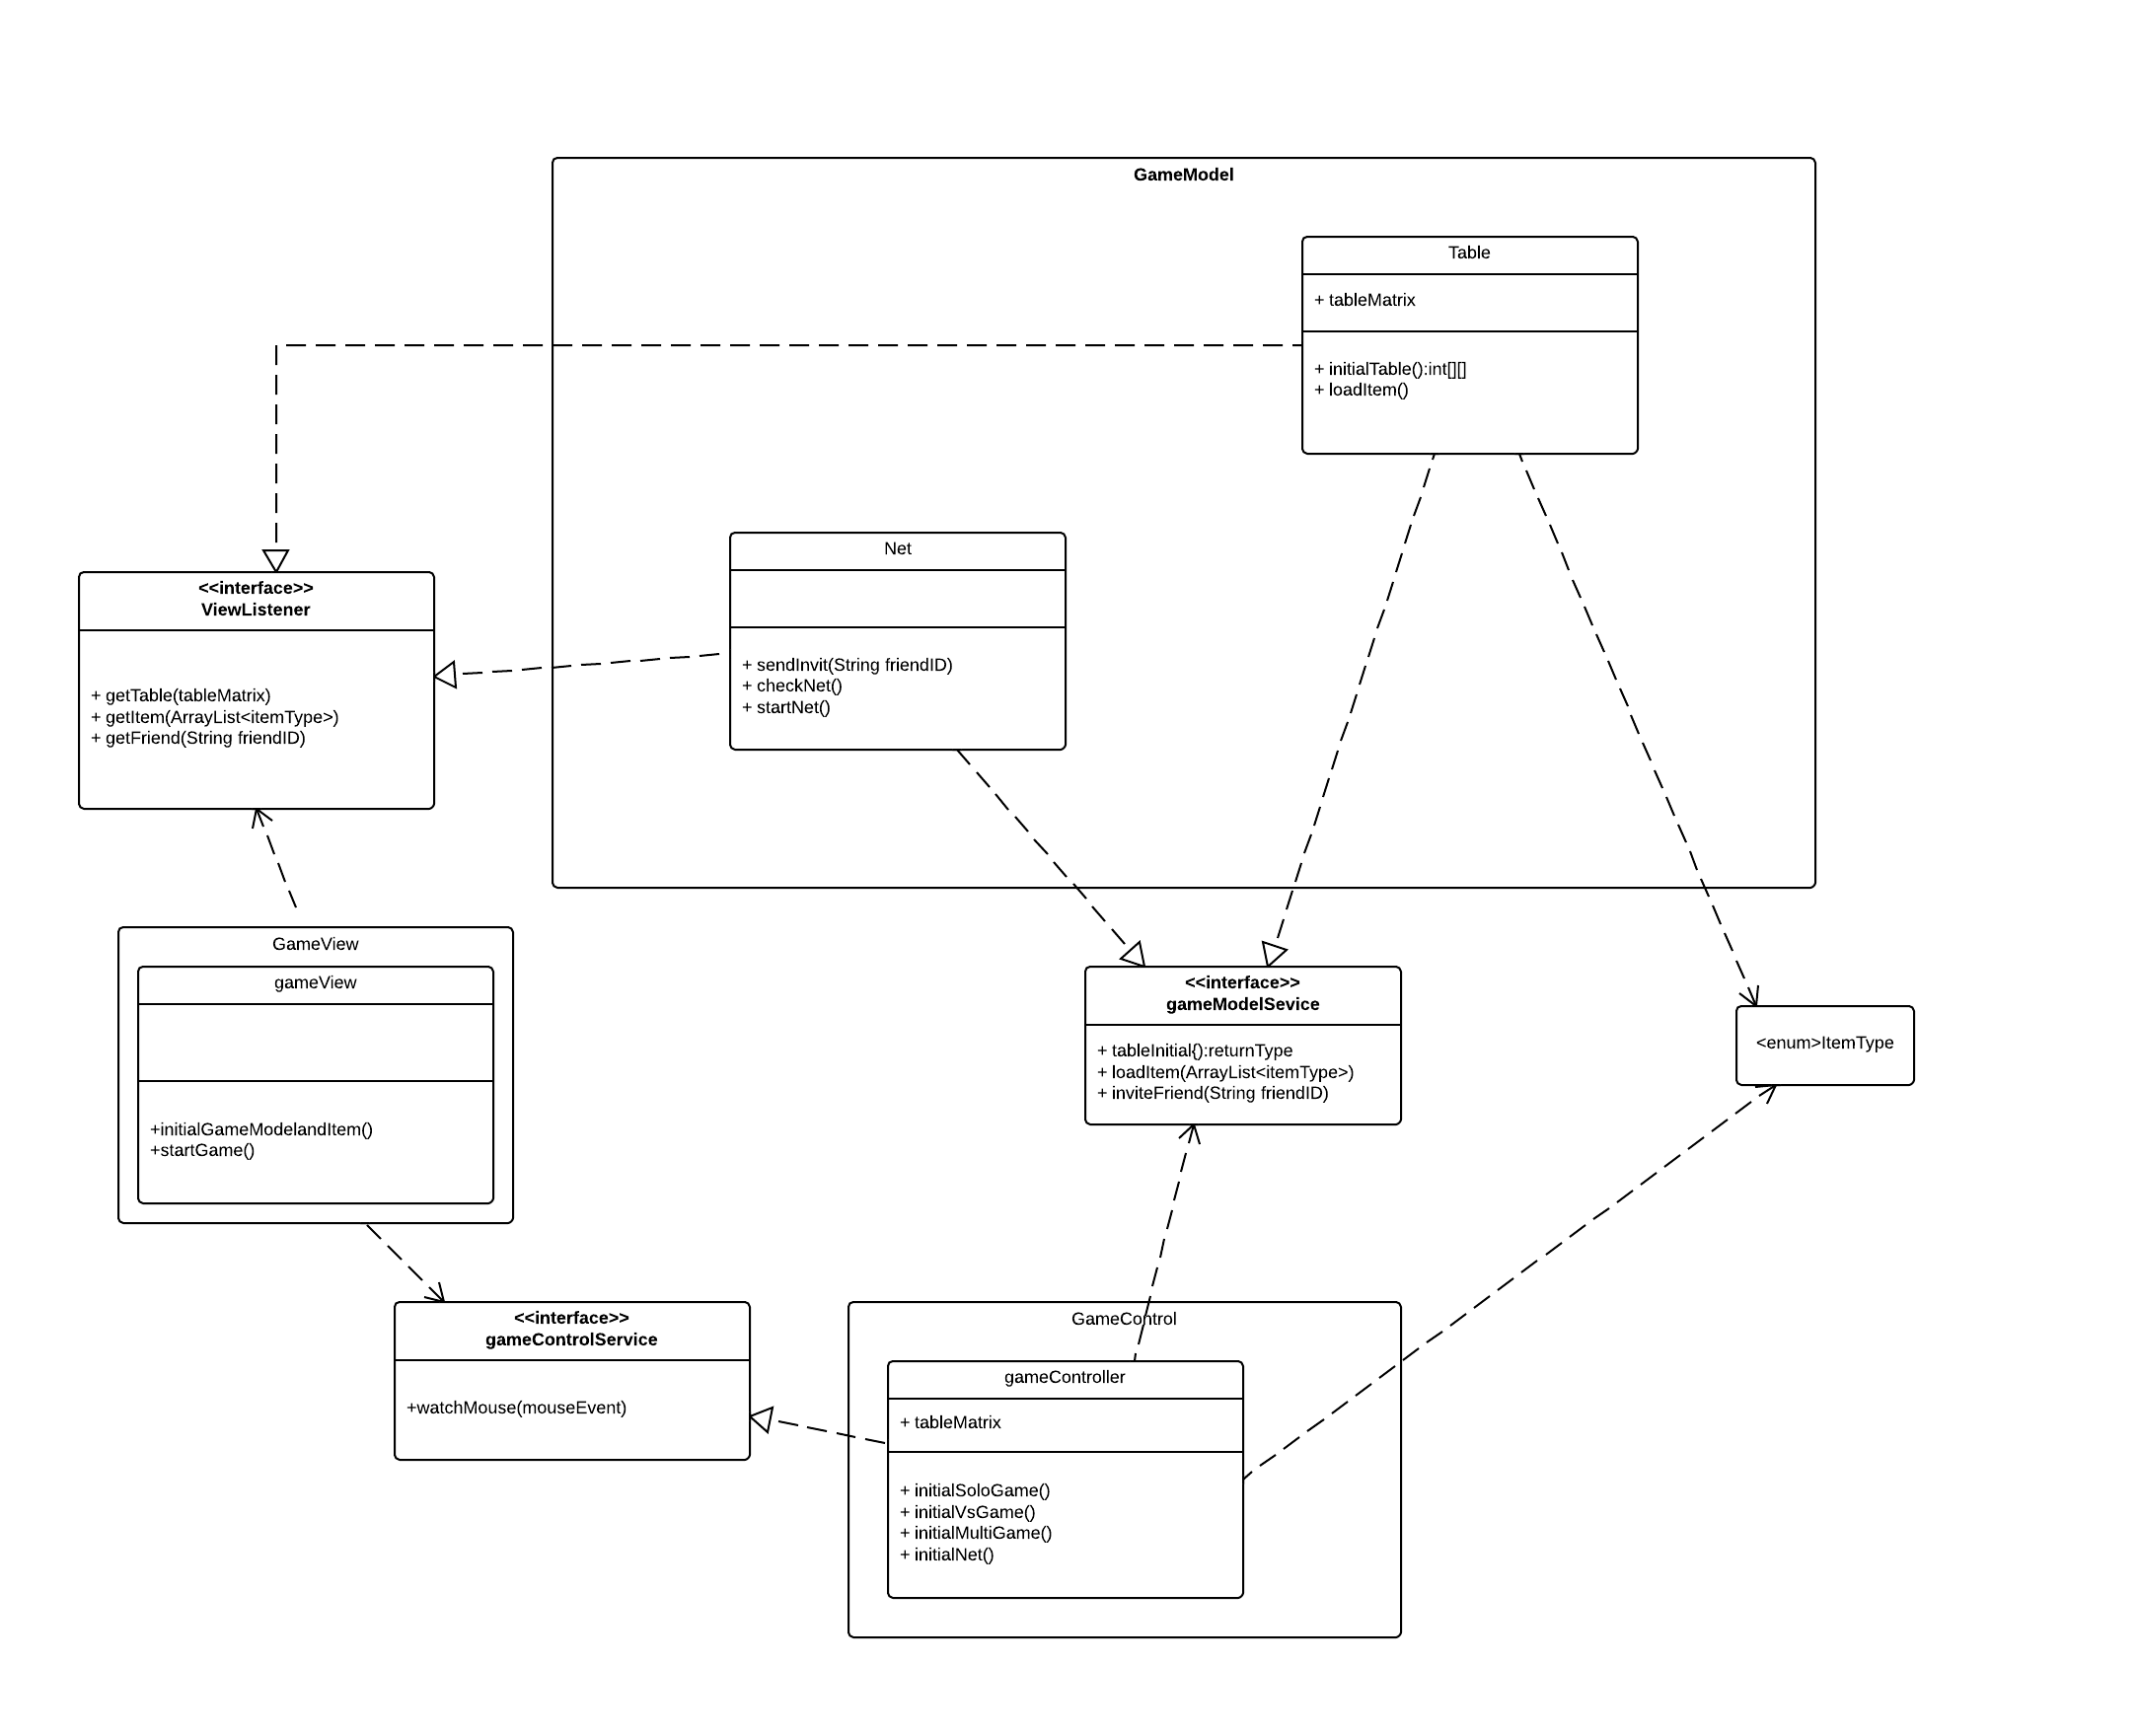 GameModel
Table
+ tableMatrix
+ initialTable():int[][]
+ loadItem()
Net
+ sendInvit(String friendID)
+ checkNet()
+ startNet()
<<interface>>
ViewListener
+ getTable(tableMatrix)
+ getItem(ArrayList<itemType>)
+ getFriend(String friendID)
GameView
gameView
+initialGameModelandItem()
+startGame()
<<interface>>
gameModelSevice
+ tableInitial{):returnType
+ loadItem(ArrayList<itemType>)
+ inviteFriend(String friendID)
<enum>ItemType
<<interface>>
gameControlService
+watchMouse(mouseEvent)
GameControl
gameController
+ tableMatrix
+ initialSoloGame()
+ initialVsGame()
+ initialMultiGame()
+ initialNet()